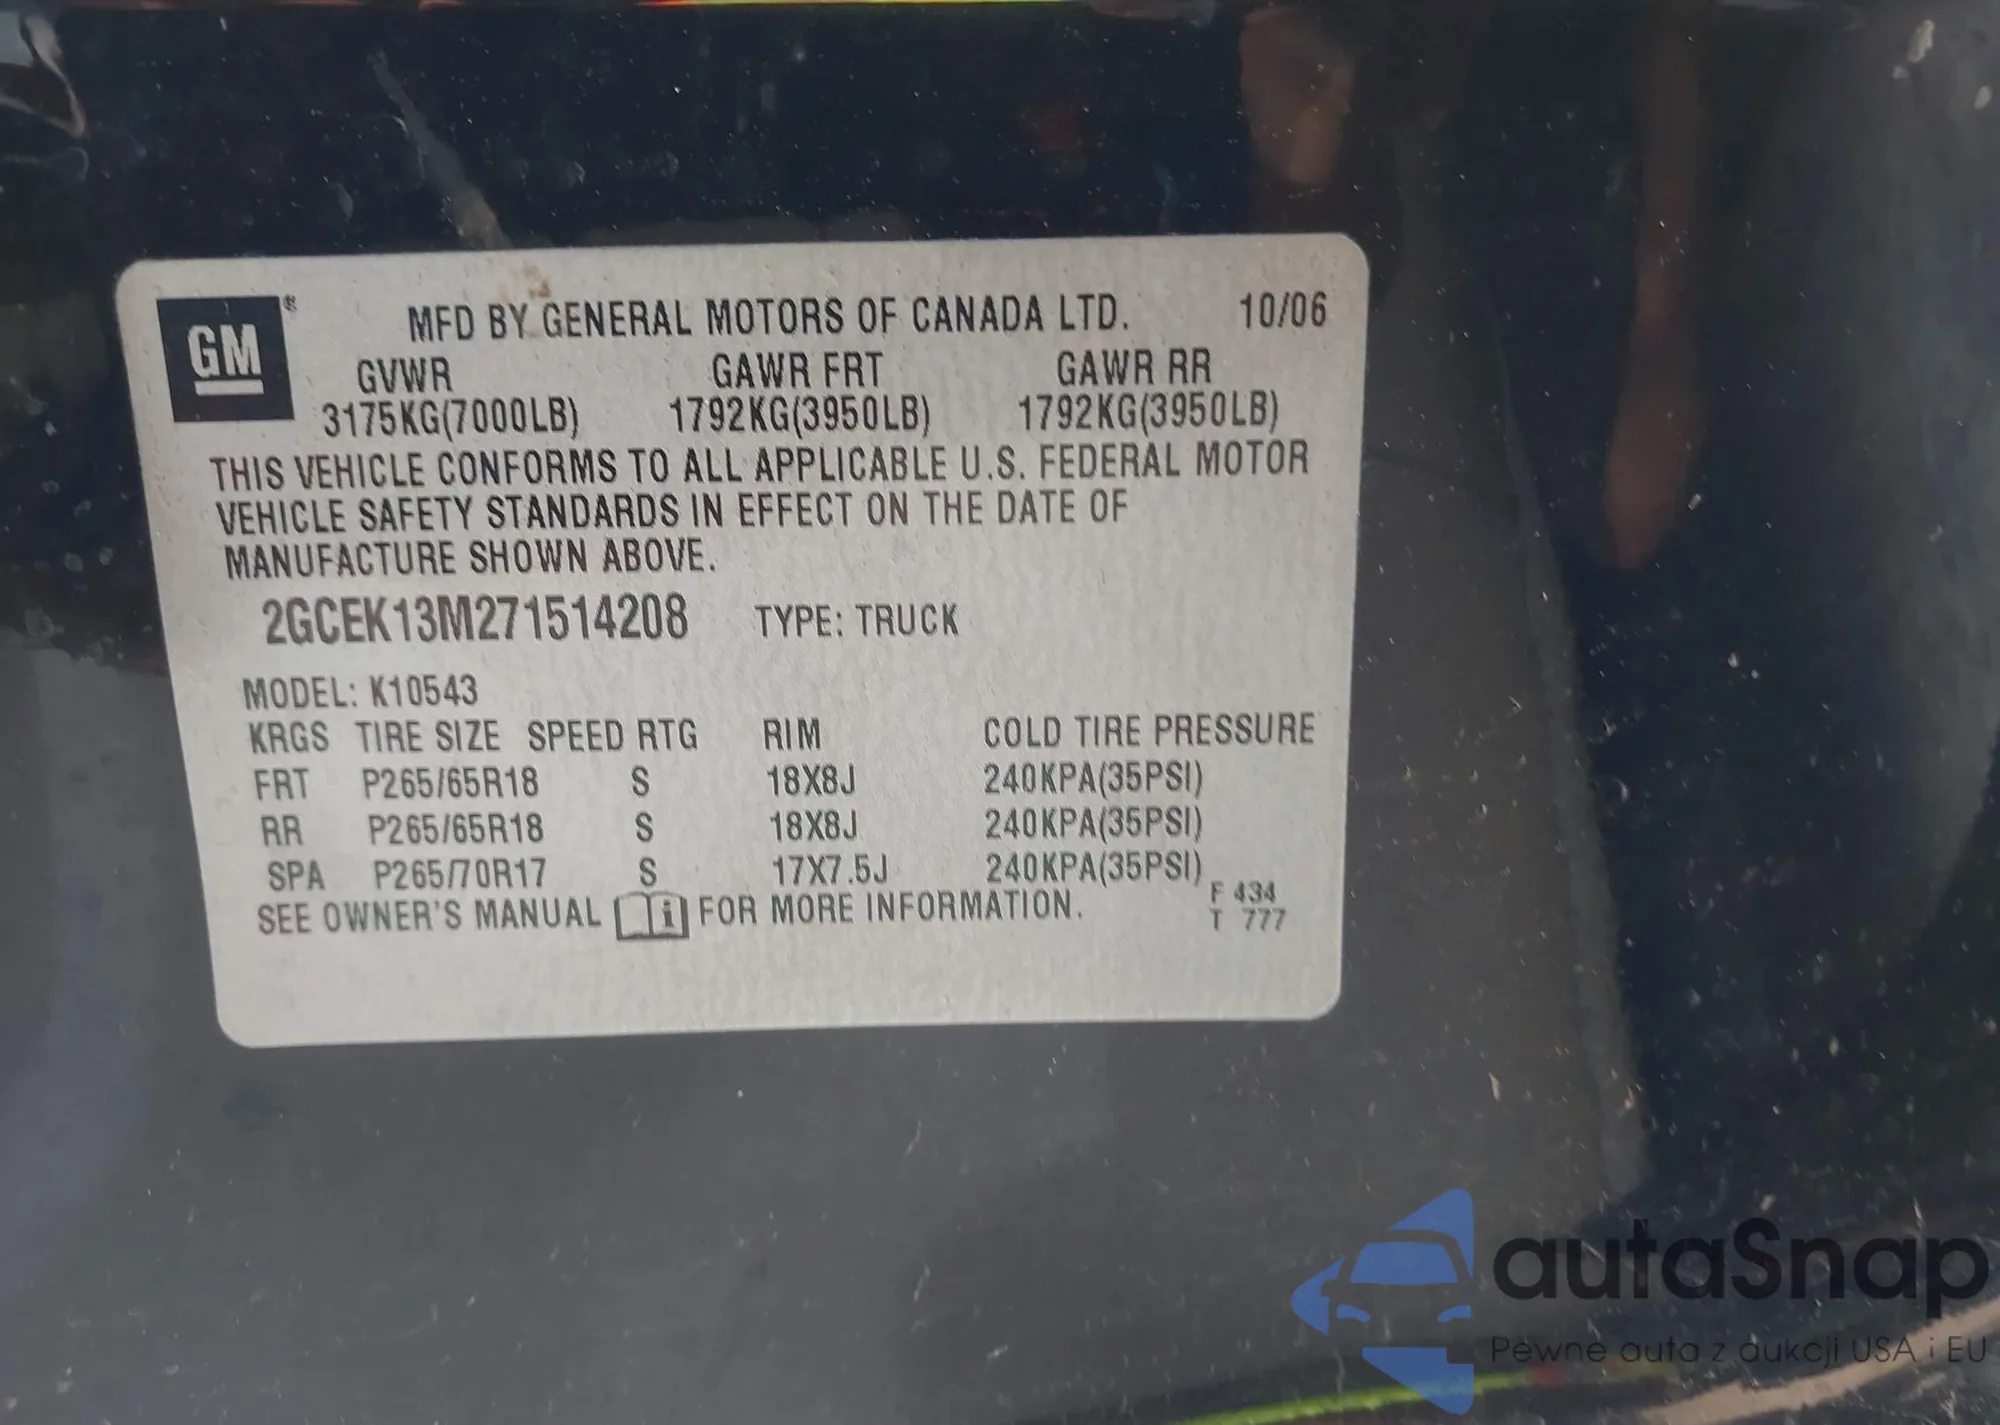 GM ® MFD BY GENERAL MOTORS OF CANADA LTD. 10/06
GVWR GAWR FRT GAWR RR
3175KG(7000LB) 1792KG(3950LB) 1792KG(3950LB)
THIS VEHICLE CONFORMS TO ALL APPLICABLE U.S. FEDERAL MOTOR
VEHICLE SAFETY STANDARDS IN EFFECT ON THE DATE OF
MANUFACTURE SHOWN ABOVE.
2GCEK13M271514208 TYPE: TRUCK
MODEL: K10543
KRGS TIRE SIZE SPEED RTG RIM COLD TIRE PRESSURE
FRT P265/65R18 S 18X8J 240KPA(35PSI)
RR P265/65R18 S 18X8J 240KPA(35PSI)
SPA P265/70R17 S 17X7.5J 240KPA(35PSI)
SEE OWNER'S MANUAL i FOR MORE INFORMATION.
F 434
T 777
autaSnap
Pewne auta z aukcji USA i EU